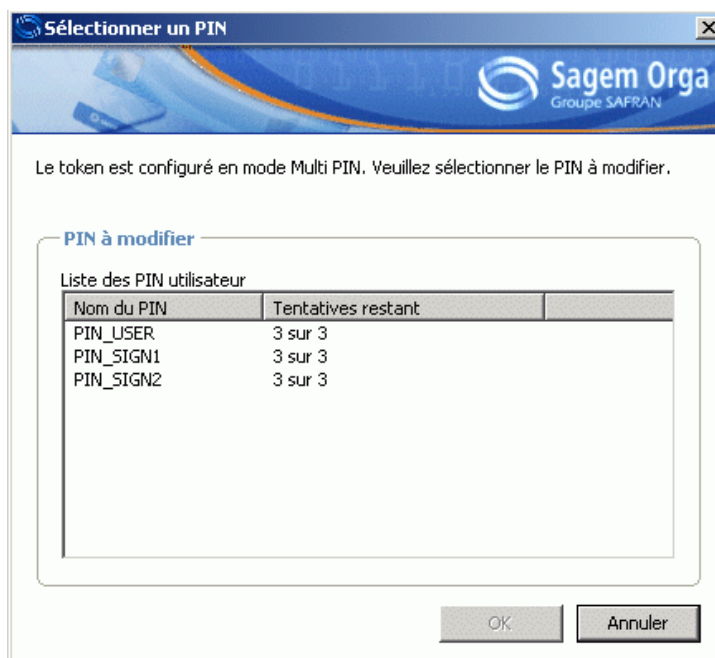 Sélectionner un PIN
Sagem Orga
Groupe SAFRAN
Le token est configuré en mode Multi PIN. Veuillez sélectionner le PIN à modifier.
PIN à modifier
Liste des PIN utilisateur
Nom du PIN Tentatives restant
PIN_USER 3 sur 3
PIN_SIGN1 3 sur 3
PIN_SIGN2 3 sur 3
OK Annuler